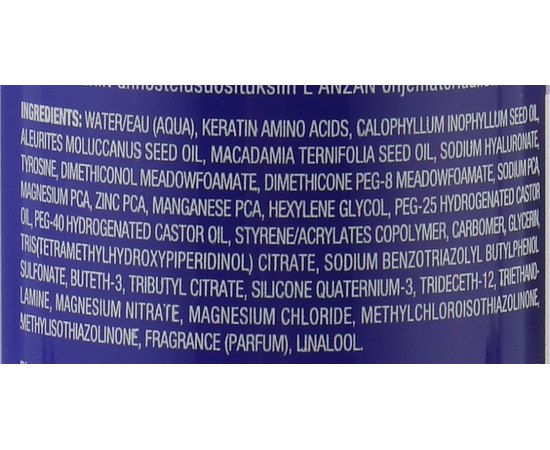 annostelusuosituksiin L'ANZAN ohjemateriaalis
INGREDIENTS: WATER/EAU (AQUA), KERATIN AMINO ACIDS, CALOPHYLLUM INOPHYLLUM SEED OIL,
ALEURITES MOLUCCANUS SEED OIL, MACADAMIA TERNIFOLIA SEED OIL, SODIUM HYALURONATE,
TYROSINE, DIMETHICONOL MEADOWFOAMATE, DIMETHICONE PEG-8 MEADOWFOAMATE, SODIUM PCA,
MAGNESIUM PCA, ZINC PCA, MANGANESE PCA, HEXYLENE GLYCOL, PEG-25 HYDROGENATED CASTOR
OIL, PEG-40 HYDROGENATED CASTOR OIL, STYRENE/ACRYLATES COPOLYMER, CARBOMER, GLYCERIN,
TRIS(TETRAMETHYLHYDROXYPIPERIDINOL) CITRATE, SODIUM BENZOTRIAZOLYL BUTYLPHENOL
SULFONATE, BUTETH-3, TRIBUTYL CITRATE, SILICONE QUATERNIUM-3, TRIDECETH-12, TRIETHANO-
LAMINE, MAGNESIUM NITRATE, MAGNESIUM CHLORIDE, METHYLCHLOROISOTHIAZOLINONE,
METHYLISOTHIAZOLINONE, FRAGRANCE (PARFUM), LINALOOL.